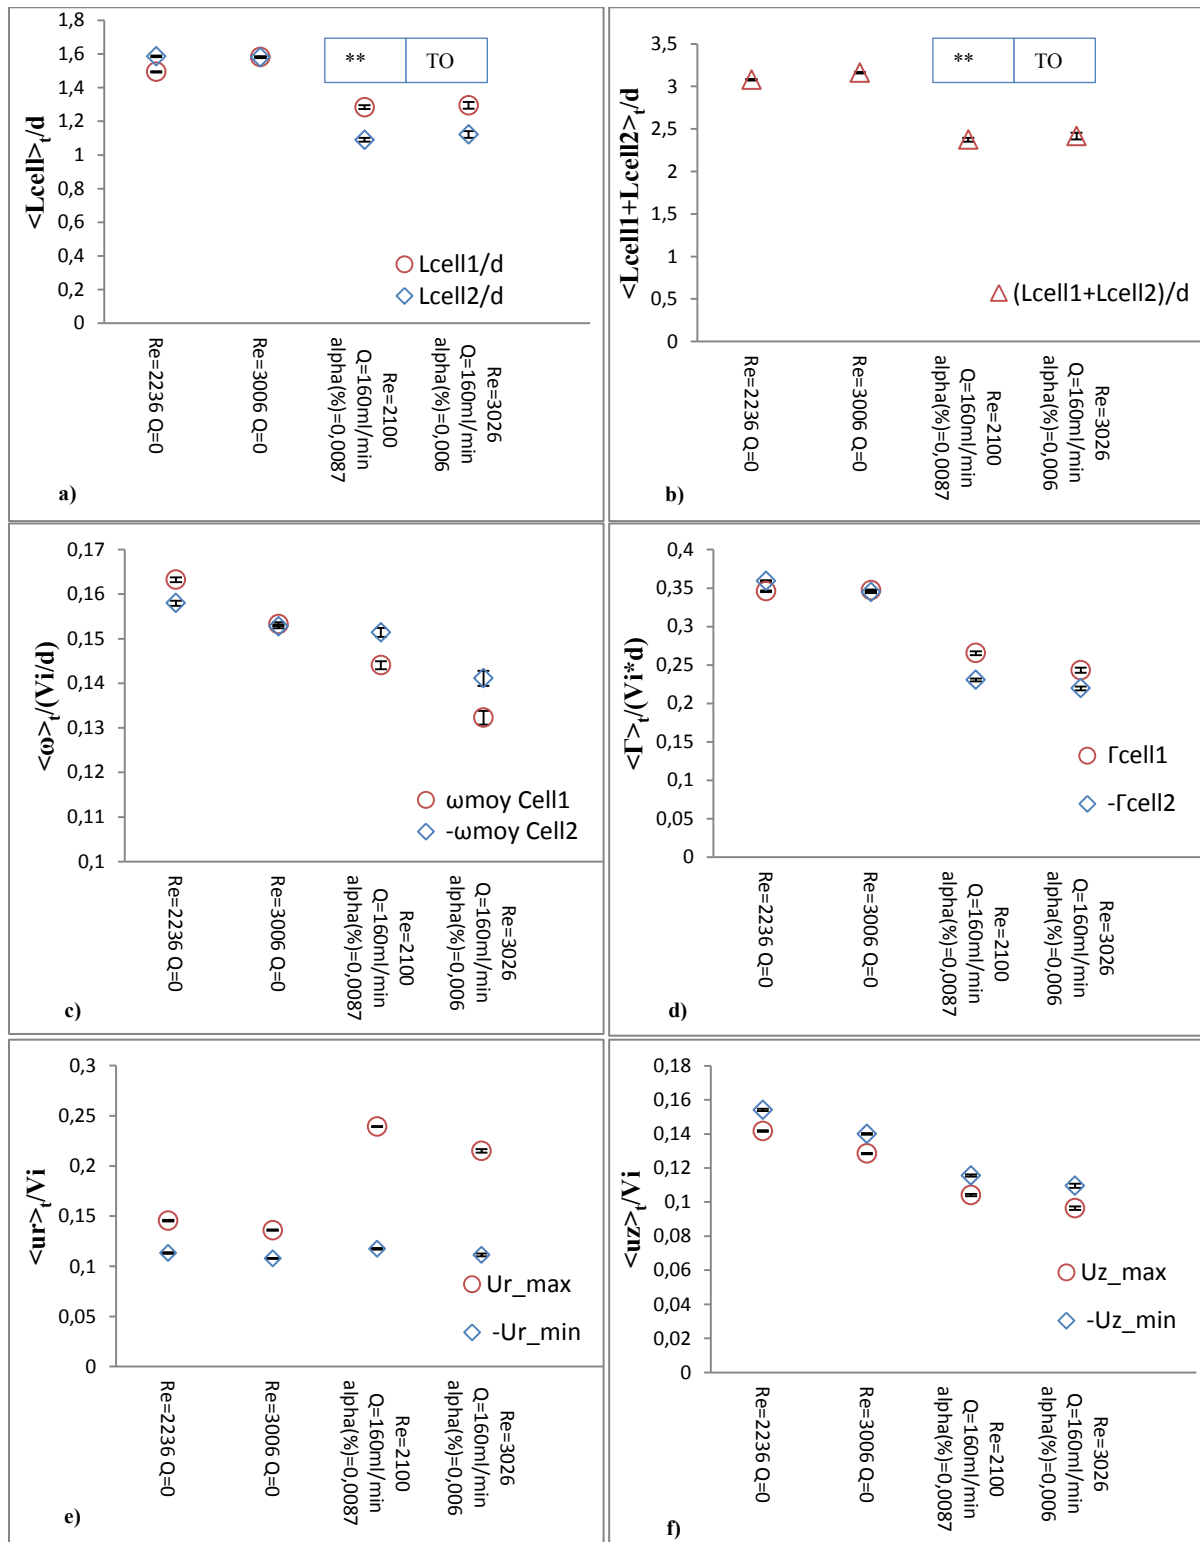 <Lcell>ₜ/d
1,8
1,6
1,4
1,2
1
0,8
0,6
0,4
0,2
0
** TO
Lcell1/d
Lcell2/d
Re=2236 Q=0
Re=3006 Q=0
Re=2100
Q=160ml/min
alpha(%)=0,0087
Re=3026
Q=160ml/min
alpha(%)=0,006
a)
<Lcell1+Lcell2>ₜ/d
3,5
3
2,5
2
1,5
1
0,5
0
** TO
(Lcell1+Lcell2)/d
Re=2236 Q=0
Re=3006 Q=0
Re=2100
Q=160ml/min
alpha(%)=0,0087
Re=3026
Q=160ml/min
alpha(%)=0,006
b)
<ω>ₜ/(Vi/d)
0,17
0,16
0,15
0,14
0,13
0,12
0,11
0,1
ωmoy Cell1
-ωmoy Cell2
Re=2236 Q=0
Re=3006 Q=0
Re=2100
Q=160ml/min
alpha(%)=0,0087
Re=3026
Q=160ml/min
alpha(%)=0,006
c)
<Γ>ₜ/(Vi*d)
0,4
0,35
0,3
0,25
0,2
0,15
0,1
0,05
0
Γcell1
-Γcell2
Re=2236 Q=0
Re=3006 Q=0
Re=2100
Q=160ml/min
alpha(%)=0,0087
Re=3026
Q=160ml/min
alpha(%)=0,006
d)
<ur>ₜ/Vi
0,3
0,25
0,2
0,15
0,1
0,05
0
Ur_max
-Ur_min
Re=2236 Q=0
Re=3006 Q=0
Re=2100
Q=160ml/min
alpha(%)=0,0087
Re=3026
Q=160ml/min
alpha(%)=0,006
e)
<uz>ₜ/Vi
0,18
0,16
0,14
0,12
0,1
0,08
0,06
0,04
0,02
0
Uz_max
-Uz_min
Re=2236 Q=0
Re=3006 Q=0
Re=2100
Q=160ml/min
alpha(%)=0,0087
Re=3026
Q=160ml/min
alpha(%)=0,006
f)